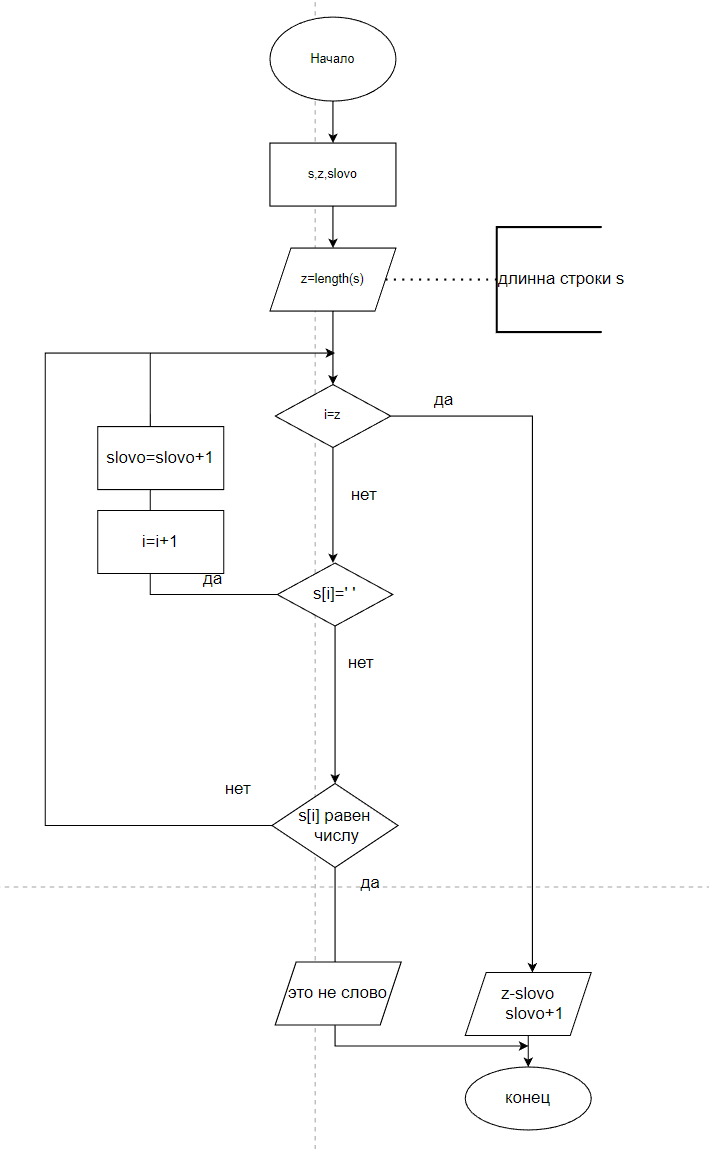 Начало
s,z,slovo
z=length(s)
длинна строки s
i=z
да
slovo=slovo+1
нет
i=i+1
да
s[i]=' '
нет
нет
s[i] равен
числу
да
это не слово
z-slovo
slovo+1
конец